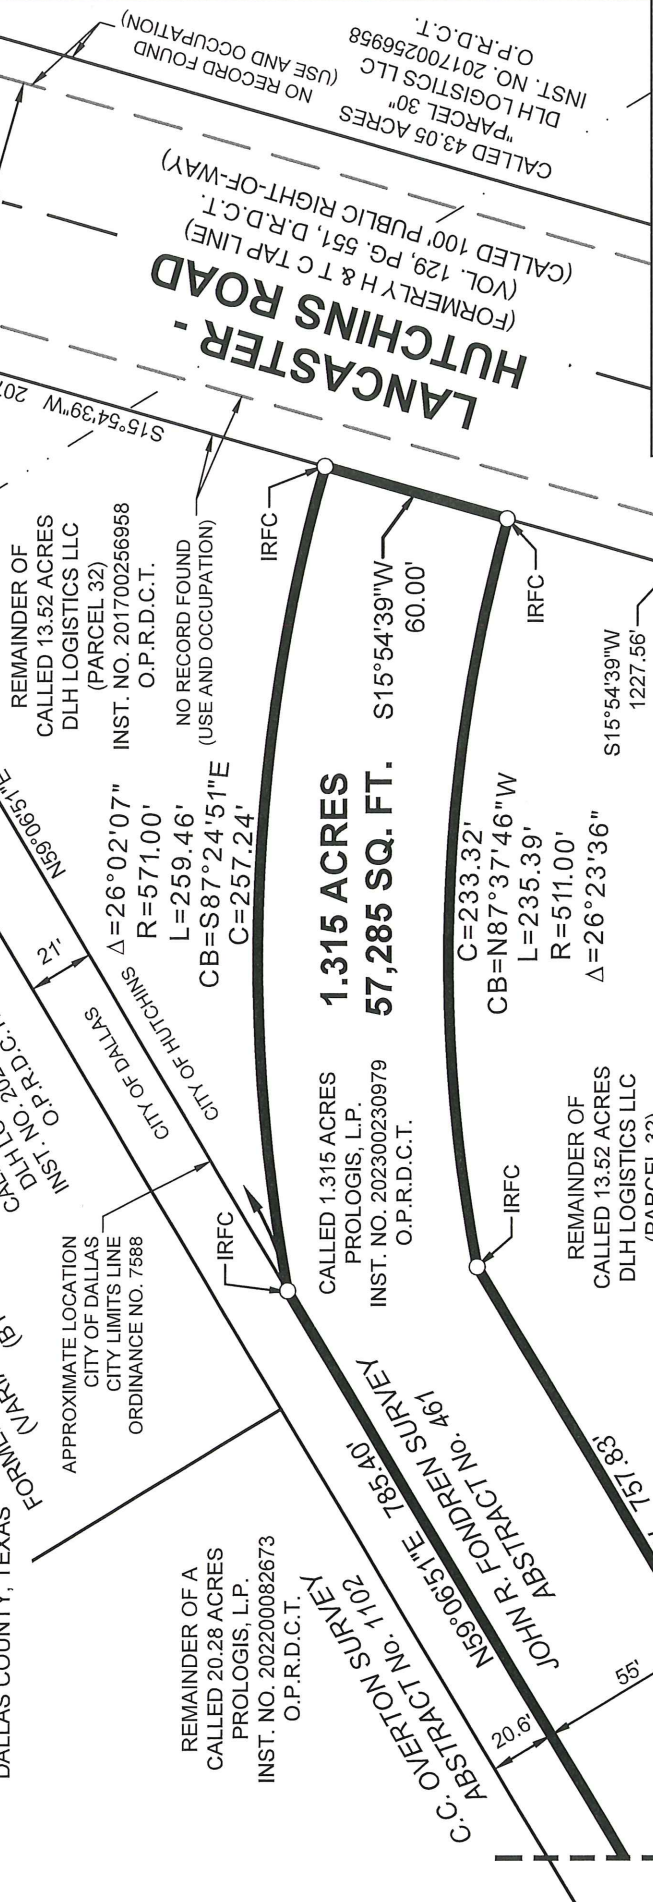 DALLAS COUNTY, TEXAS
REMAINDER OF A
CALLED 20.28 ACRES
PROLOGIS, L.P.
INST. NO. 202200082673
O.P.R.D.C.T.
C.C. OVERTON SURVEY
ABSTRACT No. 1102
20.6'
55'
N59°06'51"E 785.40'
JOHN R. FONDREN SURVEY
ABSTRACT No. 461
757.83'
APPROXIMATE LOCATION
CITY OF DALLAS
CITY LIMITS LINE
ORDINANCE NO. 7588
INST. NO.
O.P.R.D.C.T.
CITY OF DALLAS
CITY OF HUTCHINS
21'
N59°06'51"E
IRFC
CALLED 1.315 ACRES
PROLOGIS, L.P.
INST. NO. 202300230979
O.P.R.D.C.T.
IRFC
REMAINDER OF
CALLED 13.52 ACRES
DLH LOGISTICS LLC
Δ=26°02'07"
R=571.00'
L=259.46'
CB=S87°24'51"E
C=257.24'
1.315 ACRES
57,285 SQ. FT.
C=233.32'
CB=N87°37'46"W
L=235.39'
R=511.00'
Δ=26°23'36"
REMAINDER OF
CALLED 13.52 ACRES
DLH LOGISTICS LLC
(PARCEL 32)
INST. NO. 201700256958
O.P.R.D.C.T.
NO RECORD FOUND
(USE AND OCCUPATION)
IRFC
S15°54'39"W
60.00'
IRFC
S15°54'39"W
1227.56'
S15°54'39"W 207
LANCASTER -
HUTCHINS ROAD
(FORMERLY H & T C TAP LINE)
(VOL. 129, PG. 551, D.R.D.C.T.
(CALLED 100' PUBLIC RIGHT-OF-WAY)
NO RECORD FOUND
(USE AND OCCUPATION)
CALLED 43.05 ACRES
"PARCEL 30"
DLH LOGISTICS LLC
INST. NO. 201700256958
O.P.R.D.C.T.